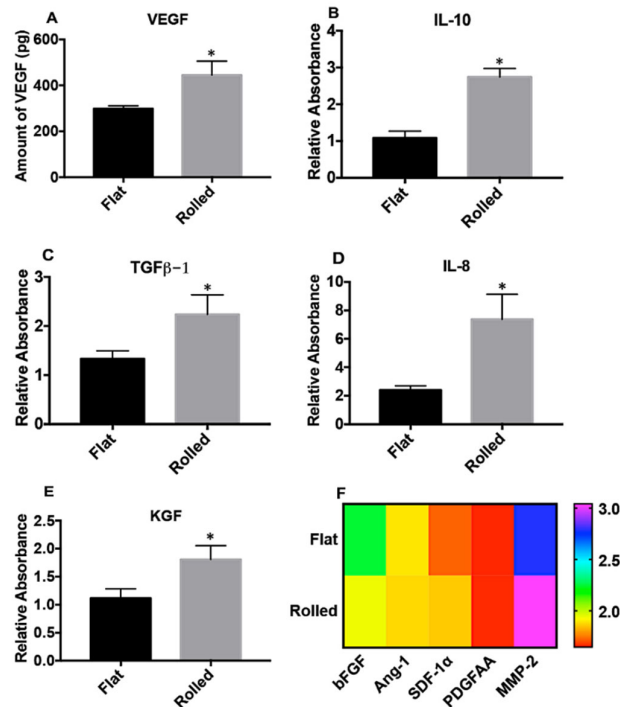 A
VEGF
Amount of VEGF (pg)
600
400
200
0
*
Flat
Rolled
B
IL-10
Relative Absorbance
4
3
2
1
0
*
Flat
Rolled
C
TGFβ−1
Relative Absorbance
3
2
1
0
*
Flat
Rolled
D
IL-8
Relative Absorbance
10
8
6
4
2
0
*
Flat
Rolled
E
KGF
Relative Absorbance
2.5
2.0
1.5
1.0
0.5
0.0
*
Flat
Rolled
F
Flat
Rolled
bFGF
Ang-1
SDF-1α
PDGFAA
MMP-2
3.0
2.5
2.0